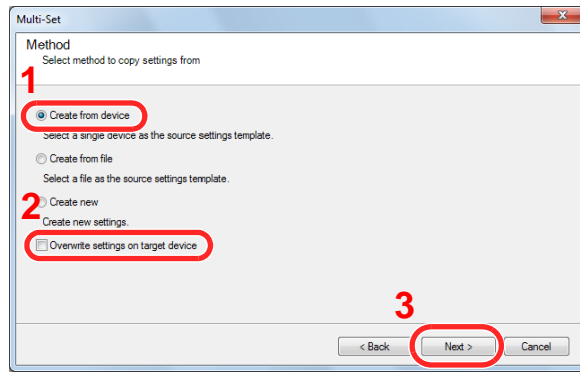 Multi-Set
Method
Select method to copy settings from
1
Create from device
Select a single device as the source settings template.
Create from file
Select a file as the source settings template.
2
Create new
Create new settings.
Overwrite settings on target device
3
< Back
Next >
Cancel